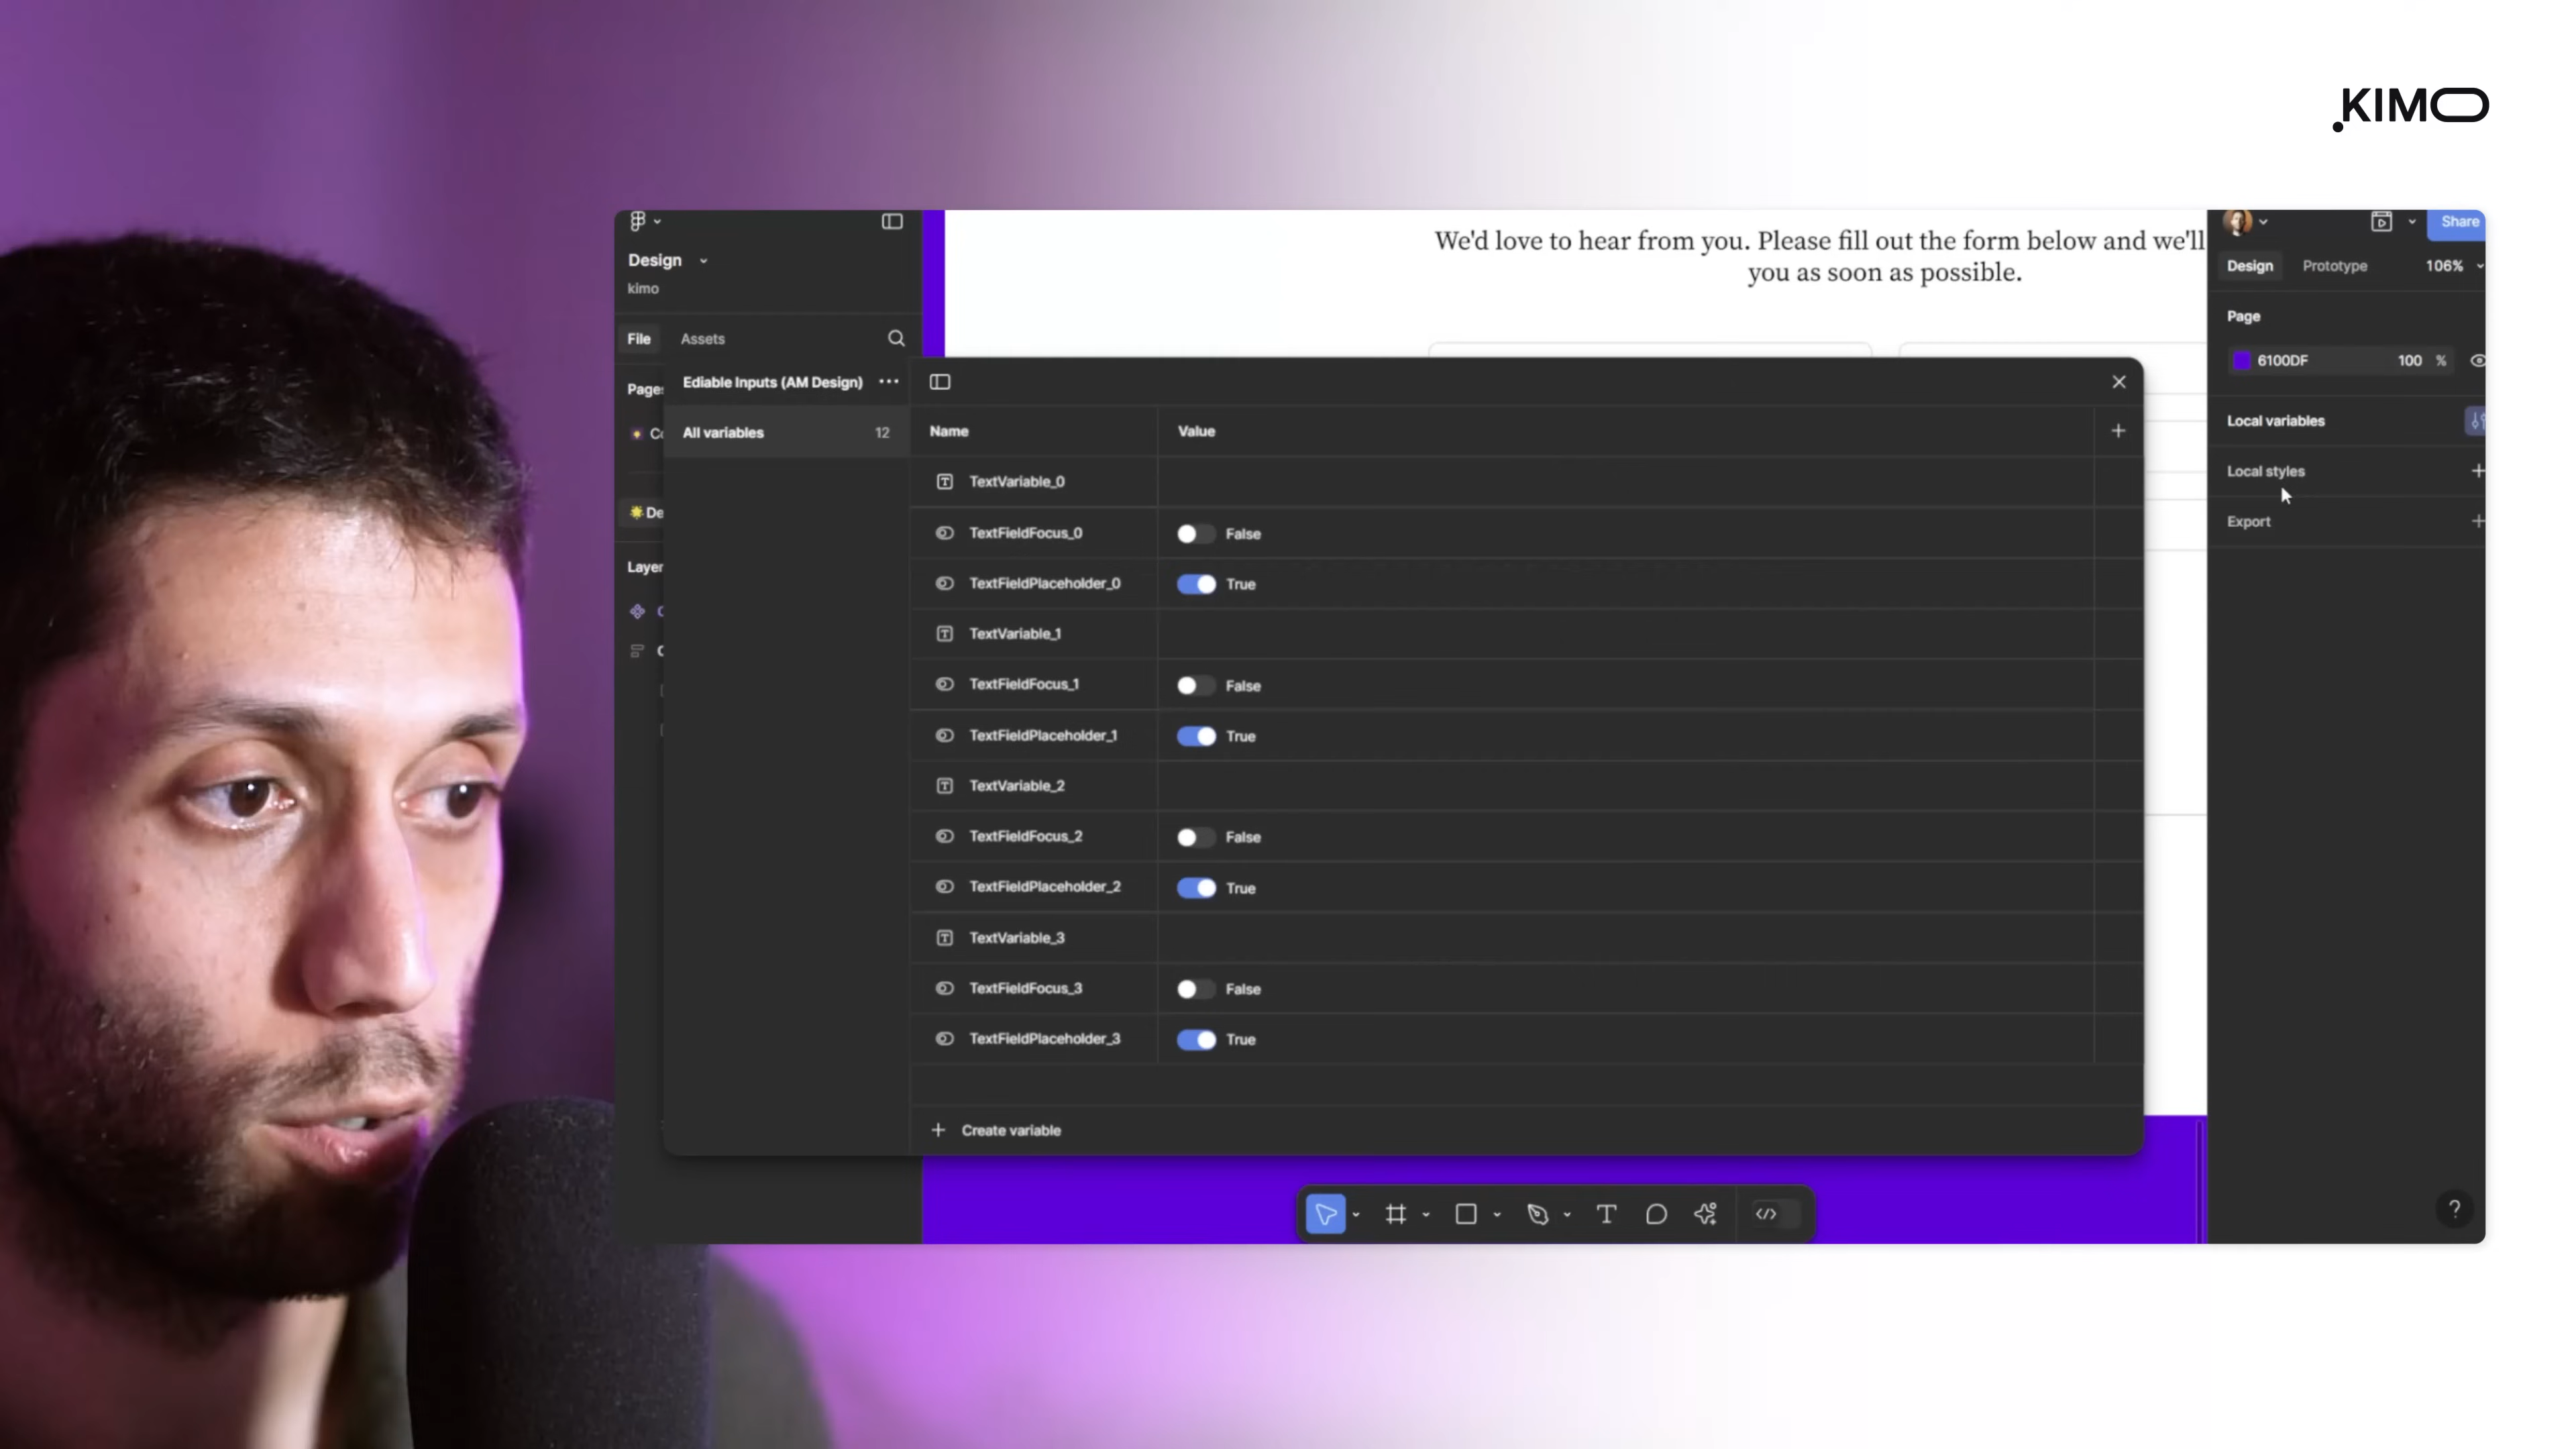 KIMO
Design
kimo
File
Assets
Pages
Layer
We'd love to hear from you. Please fill out the form below and we'll
you as soon as possible.
Share
Design
Prototype
106%
Page
6100DF
100
%
Local variables
Local styles
Export
Ediable Inputs (AM Design)
All variables
12
Name
Value
TextVariable_0
TextFieldFocus_0
False
TextFieldPlaceholder_0
True
TextVariable_1
TextFieldFocus_1
False
TextFieldPlaceholder_1
True
TextVariable_2
TextFieldFocus_2
False
TextFieldPlaceholder_2
True
TextVariable_3
TextFieldFocus_3
False
TextFieldPlaceholder_3
True
Create variable
?